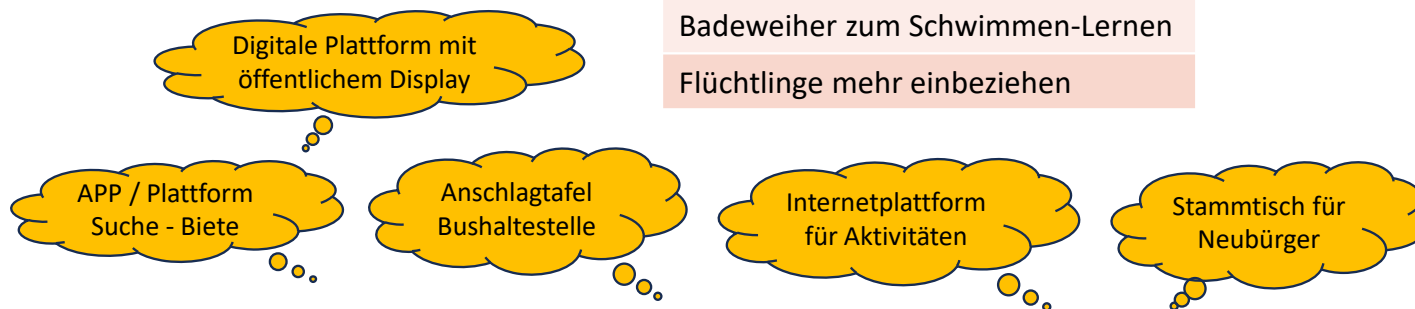 Digitale Plattform mit
öffentlichem Display
Badeweiher zum Schwimmen-Lernen
Flüchtlinge mehr einbeziehen
APP / Plattform
Suche - Biete
Anschlagtafel
Bushaltestelle
Internetplattform
für Aktivitäten
Stammtisch für
Neubürger